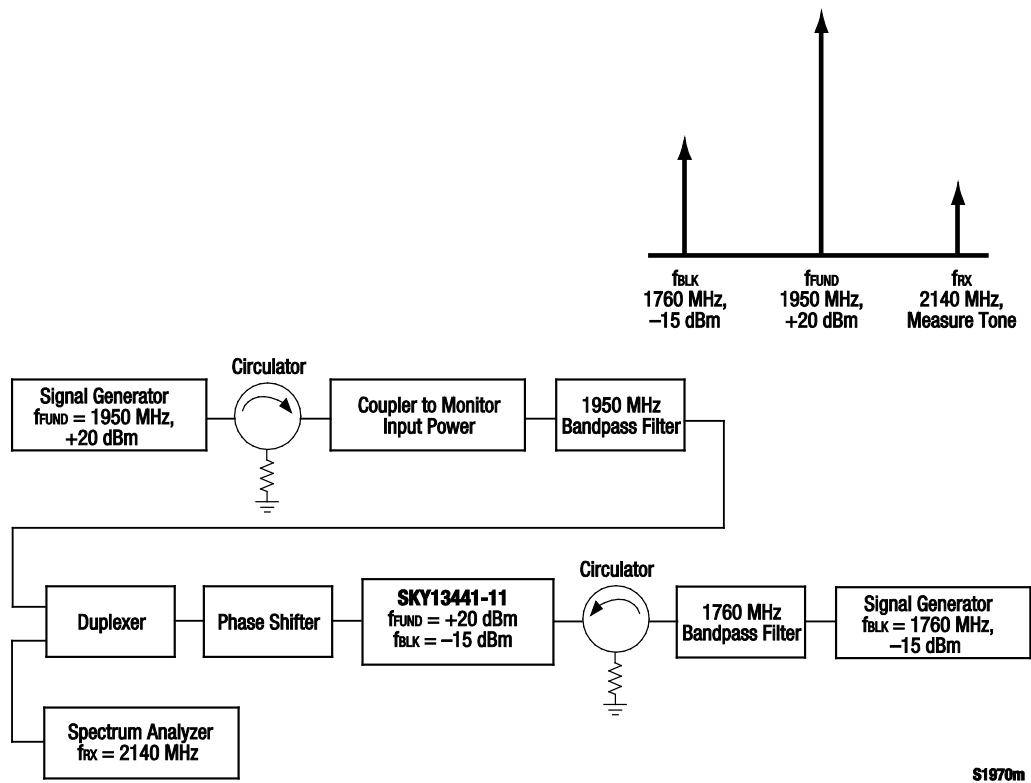 fBLK
1760 MHz,
–15 dBm
fFUND
1950 MHz,
+20 dBm
fRX
2140 MHz,
Measure Tone
Signal Generator
fFUND = 1950 MHz,
+20 dBm
Circulator
Coupler to Monitor
Input Power
1950 MHz
Bandpass Filter
Duplexer
Phase Shifter
SKY13441-11
fFUND = +20 dBm
fBLK = –15 dBm
Circulator
1760 MHz
Bandpass Filter
Signal Generator
fBLK = 1760 MHz,
–15 dBm
Spectrum Analyzer
fRX = 2140 MHz
S1970m